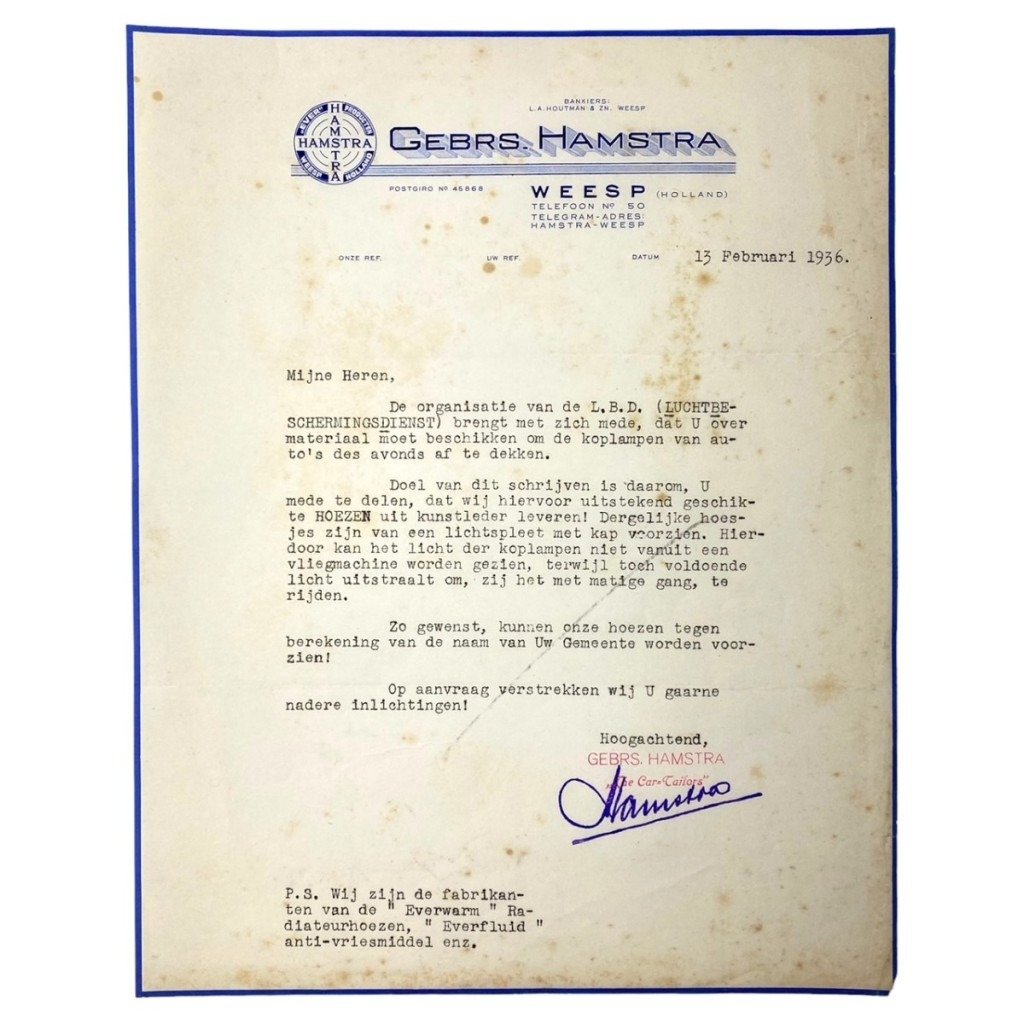 BANKIERS:
L.A. HOUTMAN & ZN. WEESP
"EVER" PRODUCTEN
HAMSTRA
HAMSTRA
WEESP HOLLAND
GEBRS. HAMSTRA
POSTGIRO Nº 45868
WEESP (HOLLAND)
TELEFOON Nº 50
TELEGRAM-ADRES:
HAMSTRA-WEESP
ONZE REF. UW REF. DATUM 13 Februari 1936.
Mijne Heren,
De organisatie van de L.B.D. (LUCHTBE-
SCHERMINGSDIENST) brengt met zich mede, dat U over
materiaal moet beschikken om de koplampen van au-
to's des avonds af te dekken.
Doel van dit schrijven is daarom, U
mede te delen, dat wij hiervoor uitstekend geschik-
te HOEZEN uit kunstleder leveren! Dergelijke hoes-
jes zijn van een lichtspleet met kap voorzien. Hier-
door kan het licht der koplampen niet vanuit een
vliegmachine worden gezien, terwijl toch voldoende
licht uitstraalt om, zij het met matige gang, te
rijden.
Zo gewenst, kunnen onze hoezen tegen
berekening van de naam van Uw Gemeente worden voor-
zien!
Op aanvraag verstrekken wij U gaarne
nadere inlichtingen!
Hoogachtend,
GEBRS. HAMSTRA
„The Car-Tailors"
Hamstra
P.S. Wij zijn de fabrikan-
ten van de " Everwarm " Ra-
diateurhoezen, " Everfluid "
anti-vriesmiddel enz.